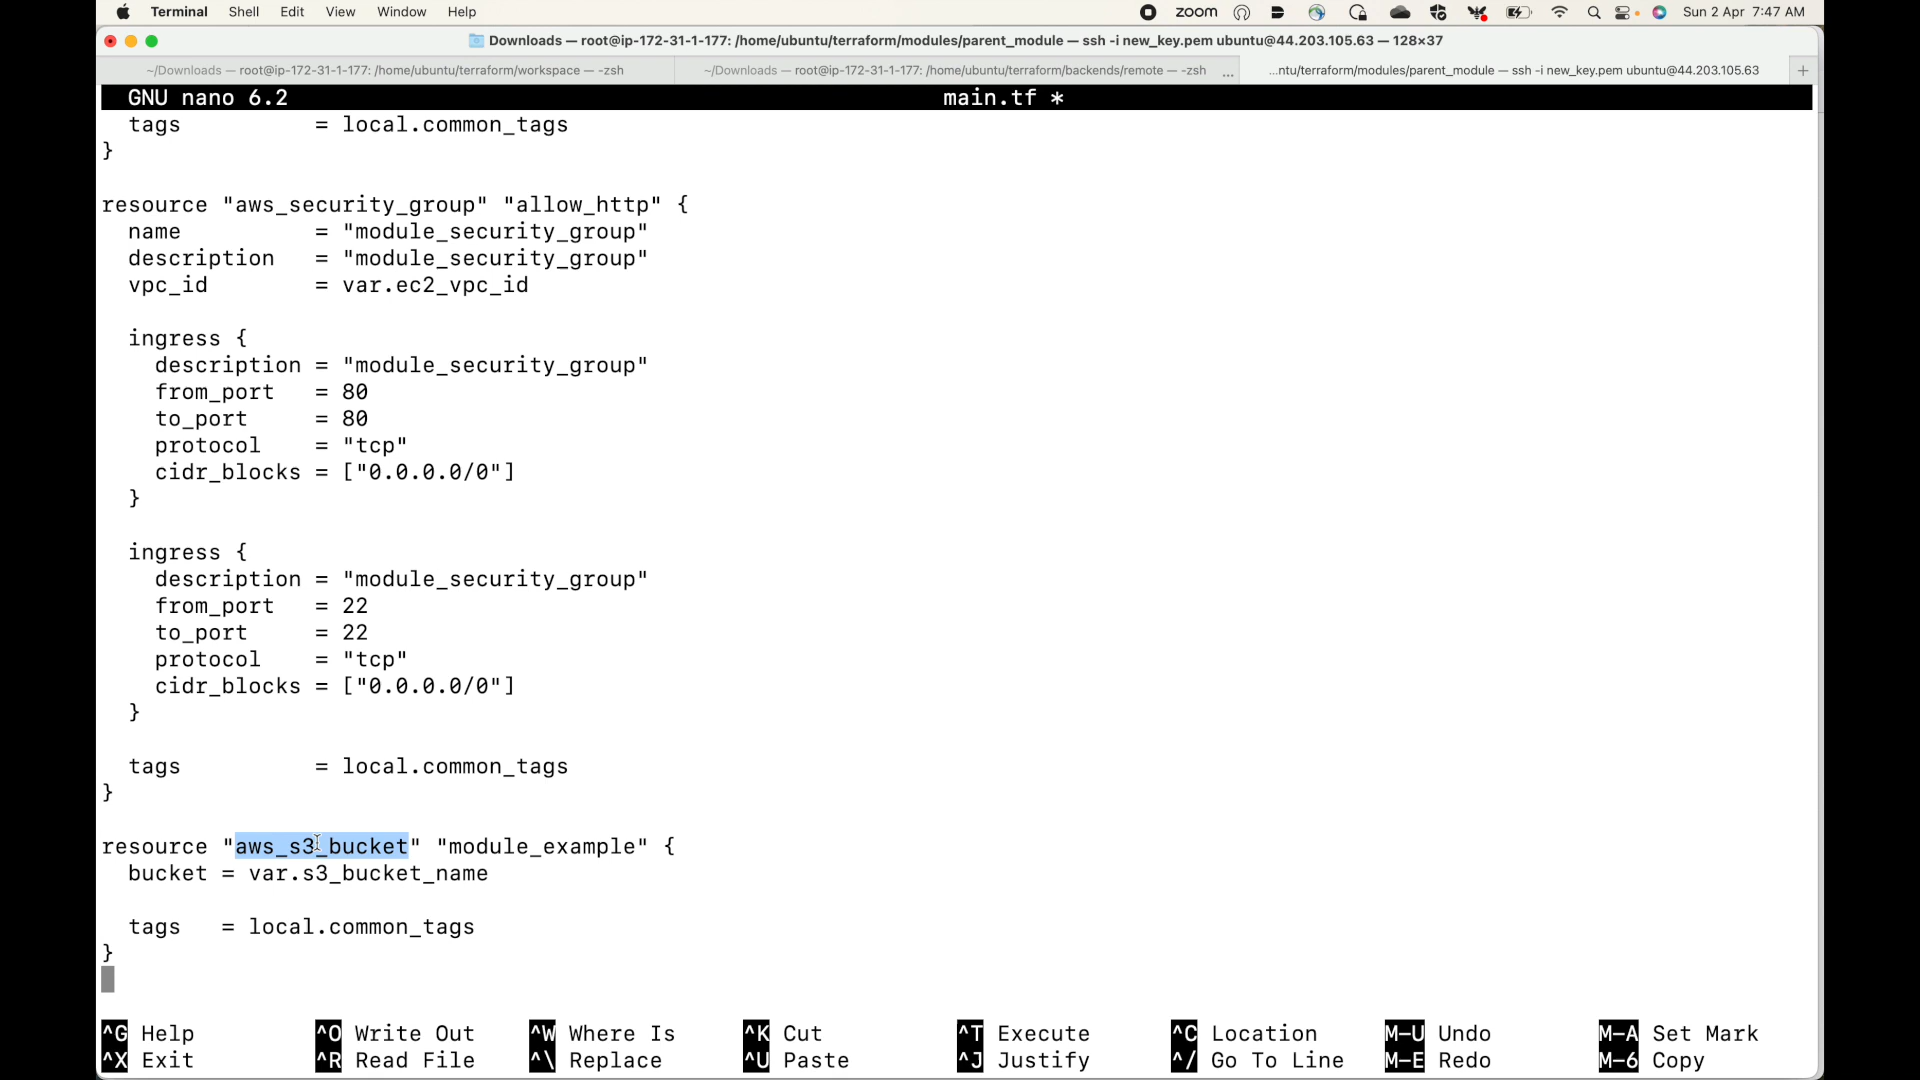 Terminal Shell Edit View Window Help zoom Sun 2 Apr 7:47 AM
Downloads — root@ip-172-31-1-177: /home/ubuntu/terraform/modules/parent_module — ssh -i new_key.pem ubuntu@44.203.105.63 — 128×37
~/Downloads — root@ip-172-31-1-177: /home/ubuntu/terraform/workspace — -zsh ~/Downloads — root@ip-172-31-1-177: /home/ubuntu/terraform/backends/remote — -zsh ... ...ntu/terraform/modules/parent_module — ssh -i new_key.pem ubuntu@44.203.105.63 +
GNU nano 6.2 main.tf *
  tags          = local.common_tags
}
resource "aws_security_group" "allow_http" {
  name          = "module_security_group"
  description   = "module_security_group"
  vpc_id        = var.ec2_vpc_id
  ingress {
    description = "module_security_group"
    from_port   = 80
    to_port     = 80
    protocol    = "tcp"
    cidr_blocks = ["0.0.0.0/0"]
  }
  ingress {
    description = "module_security_group"
    from_port   = 22
    to_port     = 22
    protocol    = "tcp"
    cidr_blocks = ["0.0.0.0/0"]
  }
  tags          = local.common_tags
}
resource "aws_s3_bucket" "module_example" {
  bucket = var.s3_bucket_name
  tags   = local.common_tags
}
^G Help ^O Write Out ^W Where Is ^K Cut ^T Execute ^C Location M-U Undo M-A Set Mark
^X Exit ^R Read File ^\ Replace ^U Paste ^J Justify ^/ Go To Line M-E Redo M-6 Copy